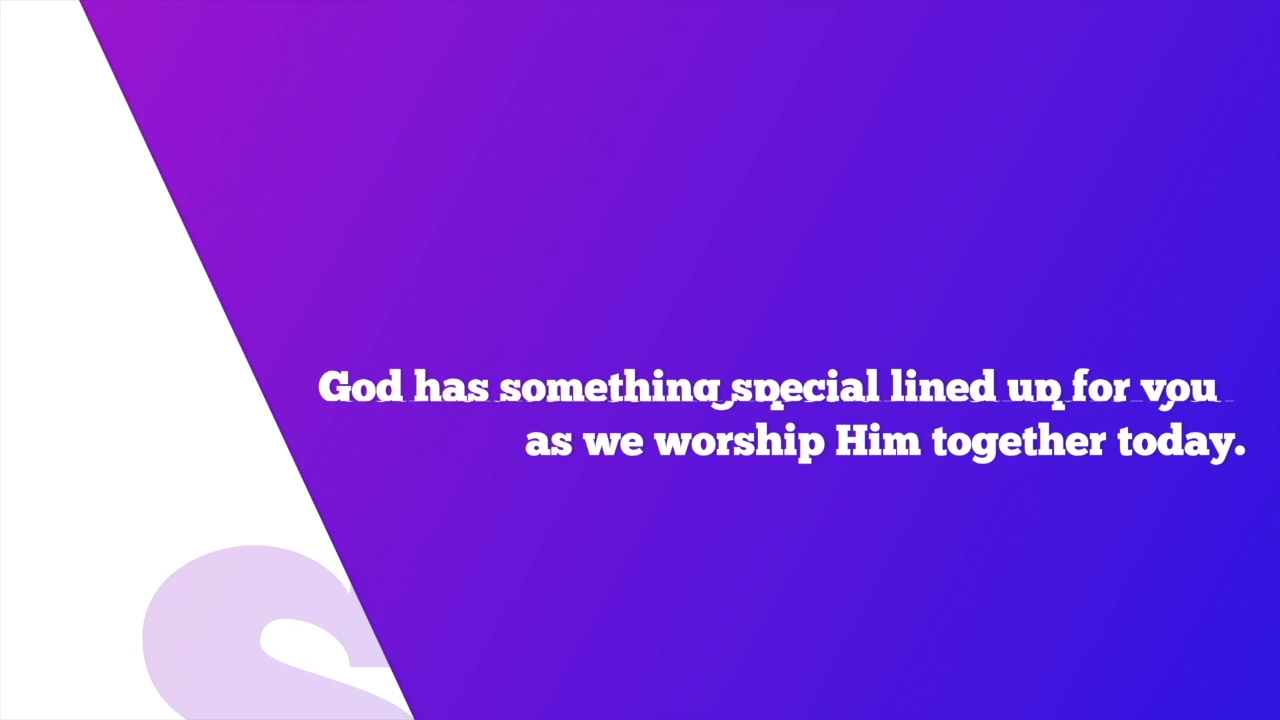 God has something special lined up for you
as we worship Him together today.
S